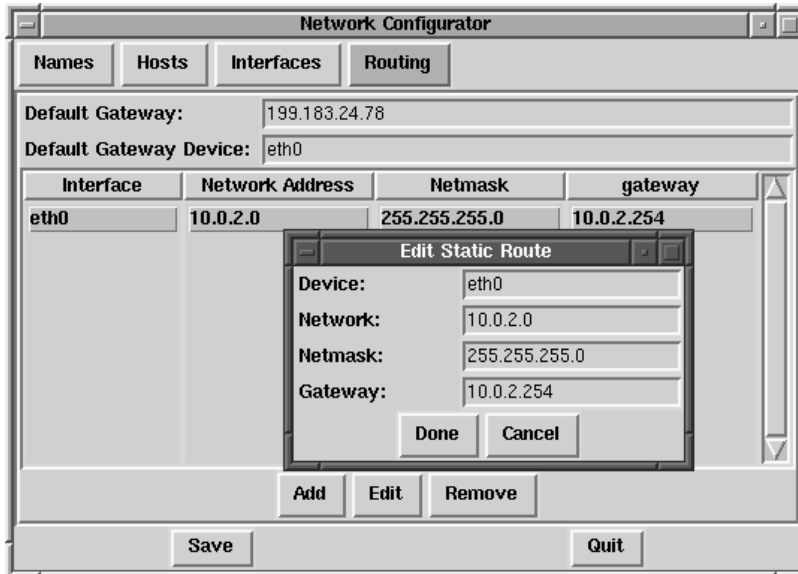 Network Configurator
Names Hosts Interfaces Routing
Default Gateway: 199.183.24.78
Default Gateway Device: eth0
Interface Network Address Netmask gateway
eth0 10.0.2.0 255.255.255.0 10.0.2.254
Edit Static Route
Device: eth0
Network: 10.0.2.0
Netmask: 255.255.255.0
Gateway: 10.0.2.254
Done Cancel
Add Edit Remove
Save Quit